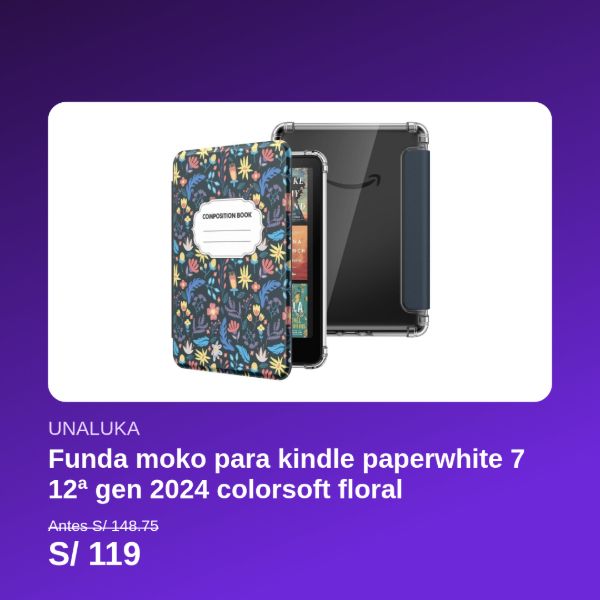 COMPOSITION BOOK
UNALUKA
Funda moko para kindle paperwhite 7
12ª gen 2024 colorsoft floral
Antes S/ 148.75
S/ 119